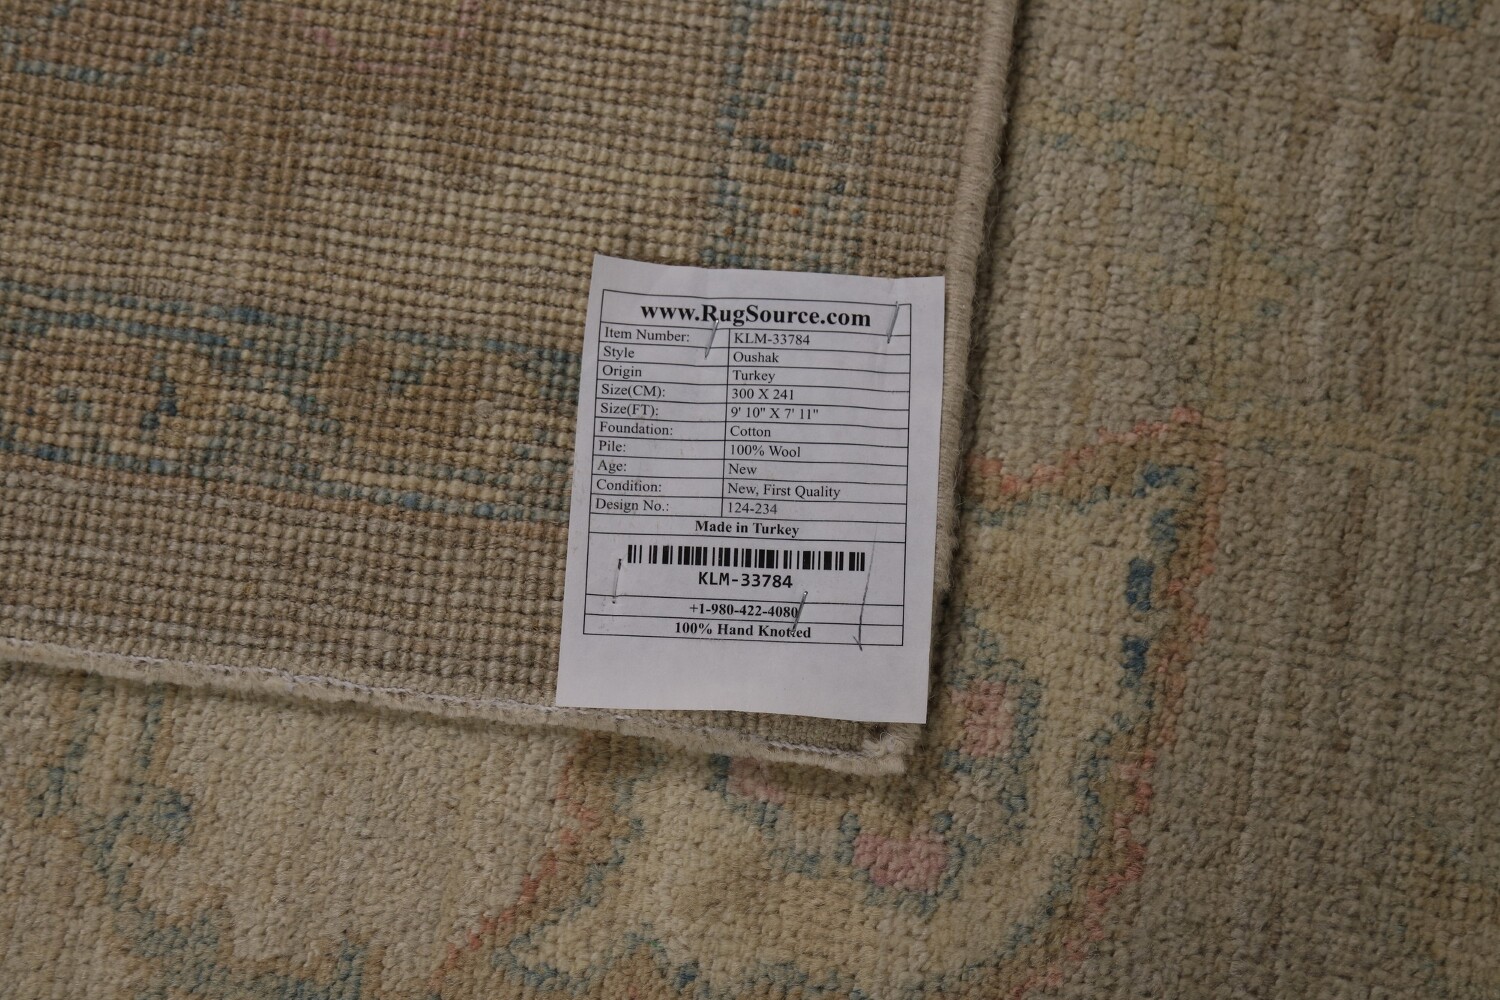 www.RugSource.com
Item Number: KLM-33784
Style Oushak
Origin Turkey
Size(CM): 300 X 241
Size(FT): 9' 10" X 7' 11"
Foundation: Cotton
Pile: 100% Wool
Age: New
Condition: New, First Quality
Design No.: 124-234
Made in Turkey
KLM-33784
+1-980-422-4080
100% Hand Knotted